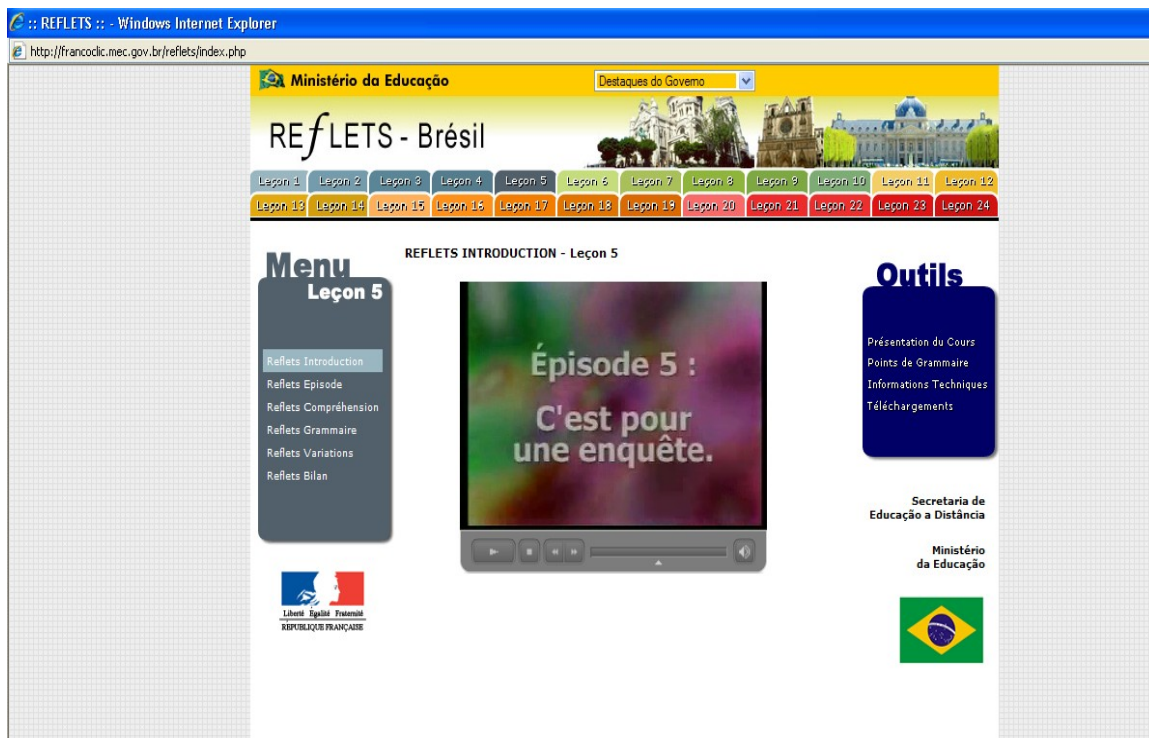 :: REFLETS :: - Windows Internet Explorer
http://francoclic.mec.gov.br/reflets/index.php
Ministério da Educação
Destaques do Governo
REfLETS - Brésil
Leçon 1 Leçon 2 Leçon 3 Leçon 4 Leçon 5 Leçon 6 Leçon 7 Leçon 8 Leçon 9 Leçon 10 Leçon 11 Leçon 12
Leçon 13 Leçon 14 Leçon 15 Leçon 16 Leçon 17 Leçon 18 Leçon 19 Leçon 20 Leçon 21 Leçon 22 Leçon 23 Leçon 24
Menu
Leçon 5
Reflets Introduction
Reflets Episode
Reflets Compréhension
Reflets Grammaire
Reflets Variations
Reflets Bilan
Liberté Égalité Fraternité
RÉPUBLIQUE FRANÇAISE
REFLETS INTRODUCTION - Leçon 5
Épisode 5 :
C'est pour
une enquête.
Outils
Présentation du Cours
Points de Grammaire
Informations Techniques
Téléchargements
Secretaria de
Educação a Distância
Ministério
da Educação